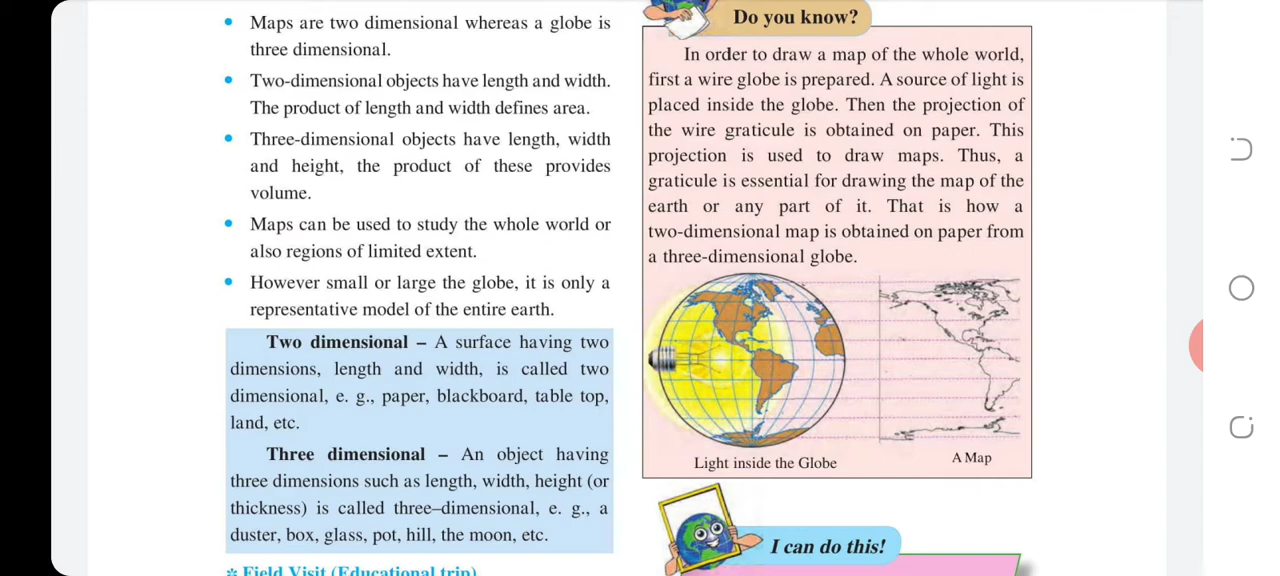 • Maps are two dimensional whereas a globe is
three dimensional.
• Two-dimensional objects have length and width.
The product of length and width defines area.
• Three-dimensional objects have length, width
and height, the product of these provides
volume.
• Maps can be used to study the whole world or
also regions of limited extent.
• However small or large the globe, it is only a
representative model of the entire earth.
Two dimensional – A surface having two
dimensions, length and width, is called two
dimensional, e. g., paper, blackboard, table top,
land, etc.
Three dimensional – An object having
three dimensions such as length, width, height (or
thickness) is called three–dimensional, e. g., a
duster, box, glass, pot, hill, the moon, etc.
* Field Visit (Educational trip)
Do you know?
In order to draw a map of the whole world,
first a wire globe is prepared. A source of light is
placed inside the globe. Then the projection of
the wire graticule is obtained on paper. This
projection is used to draw maps. Thus, a
graticule is essential for drawing the map of the
earth or any part of it. That is how a
two-dimensional map is obtained on paper from
a three-dimensional globe.
Light inside the Globe
A Map
I can do this!